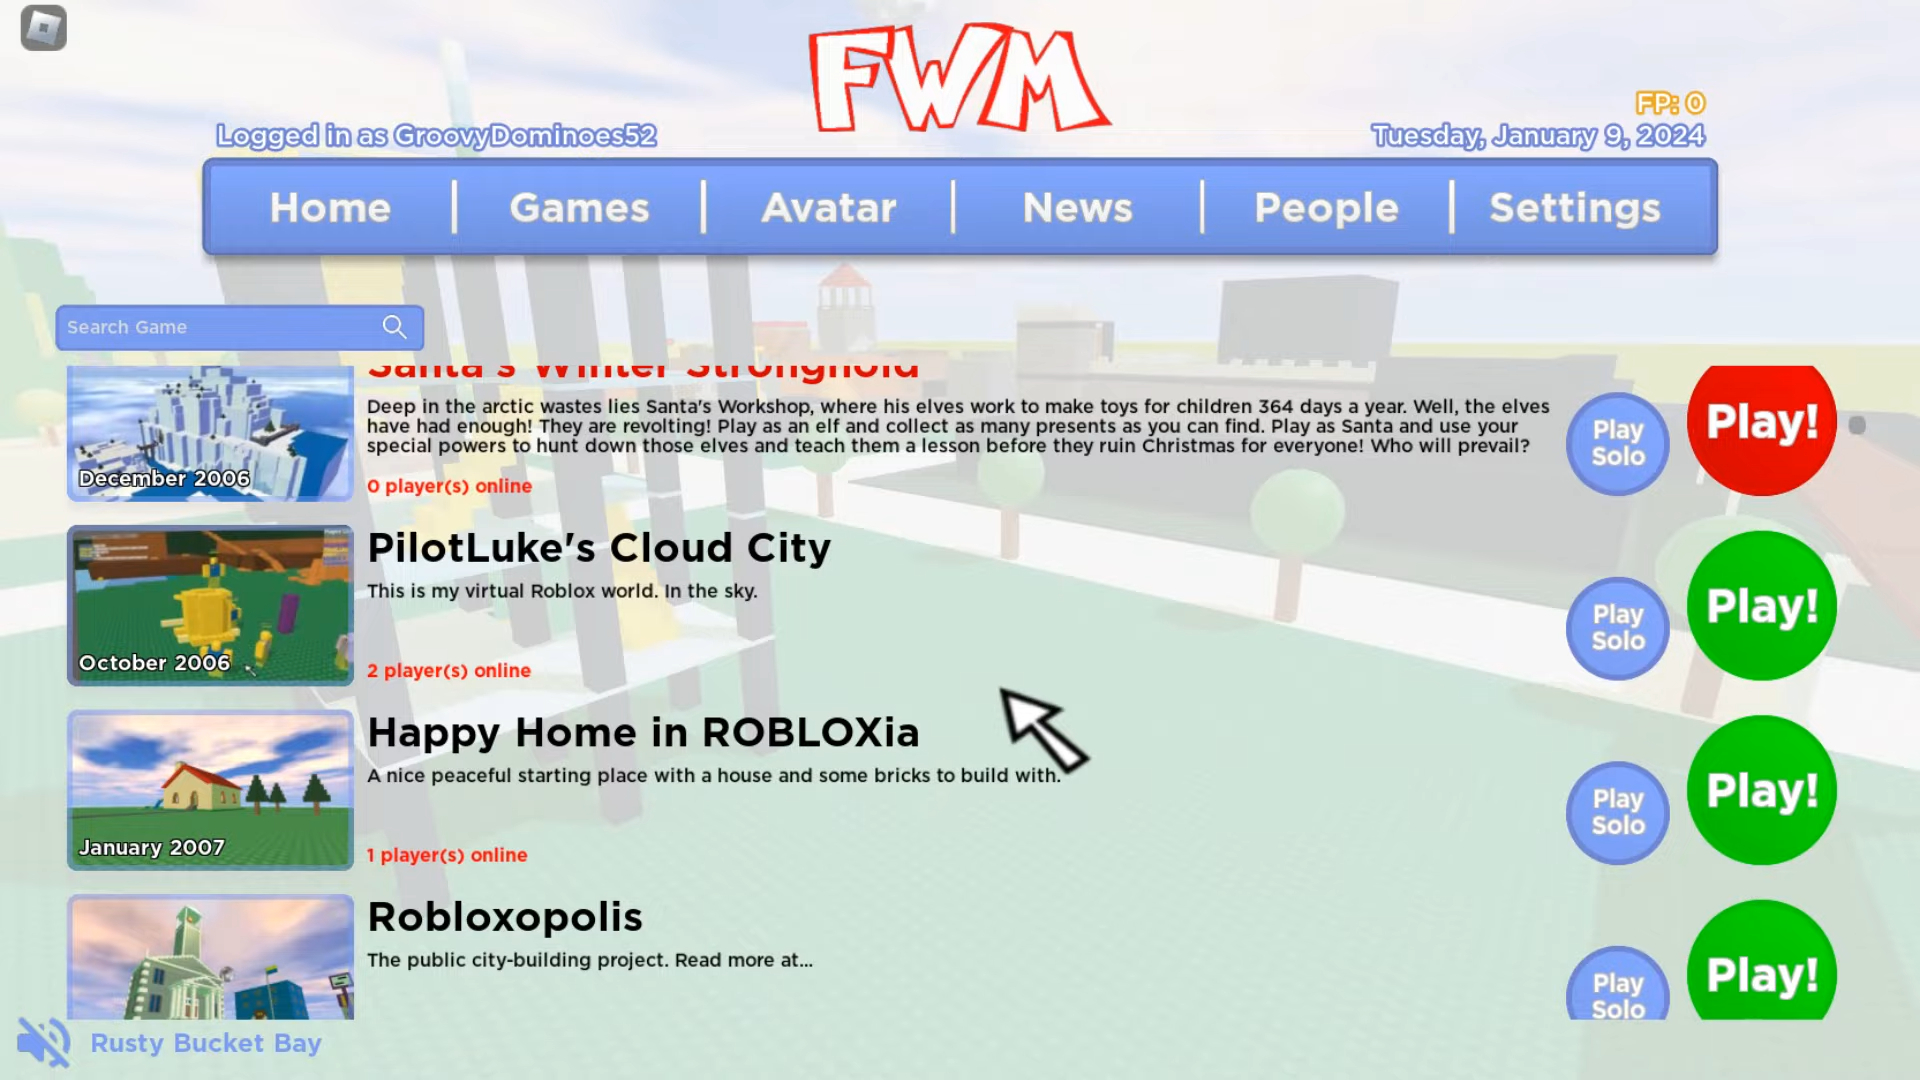 FWM
FP: 0
Logged in as GroovyDominoes52
Tuesday, January 9, 2024
Home
Games
Avatar
News
People
Settings
Search Game
Santa's Winter Stronghold
Deep in the arctic wastes lies Santa's Workshop, where his elves work to make toys for children 364 days a year. Well, the elves
have had enough! They are revolting! Play as an elf and collect as many presents as you can find. Play as Santa and use your
special powers to hunt down those elves and teach them a lesson before they ruin Christmas for everyone! Who will prevail?
December 2006
0 player(s) online
Play
Solo
Play!
PilotLuke's Cloud City
This is my virtual Roblox world. In the sky.
October 2006
2 player(s) online
Play
Solo
Play!
Happy Home in ROBLOXia
A nice peaceful starting place with a house and some bricks to build with.
January 2007
1 player(s) online
Play
Solo
Play!
Robloxopolis
The public city-building project. Read more at...
Play
Solo
Play!
Rusty Bucket Bay